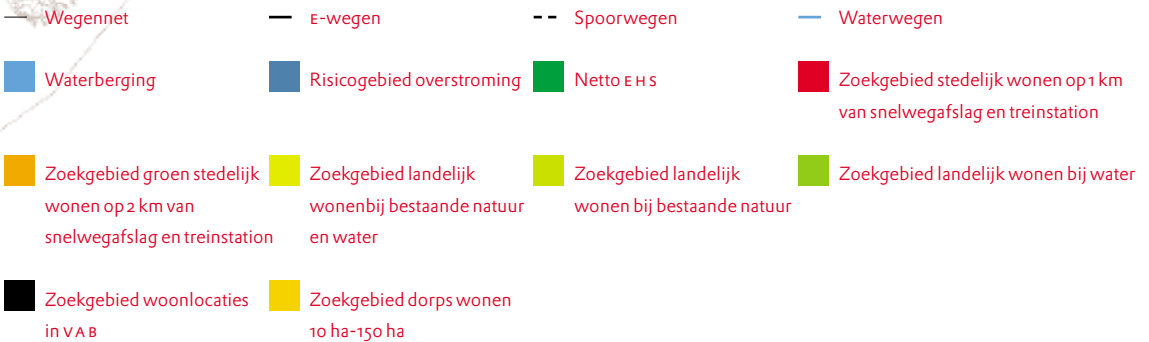 Wegennet
E-wegen
Spoorwegen
Waterwegen
Waterberging
Risicogebied overstroming
Netto EHS
Zoekgebied stedelijk wonen op 1 km
van snelwegafslag en treinstation
Zoekgebied groen stedelijk
wonen op 2 km van
snelwegafslag en treinstation
Zoekgebied landelijk
wonenbij bestaande natuur
en water
Zoekgebied landelijk
wonen bij bestaande natuur
Zoekgebied landelijk wonen bij water
Zoekgebied woonlocaties
in VAB
Zoekgebied dorps wonen
10 ha-150 ha